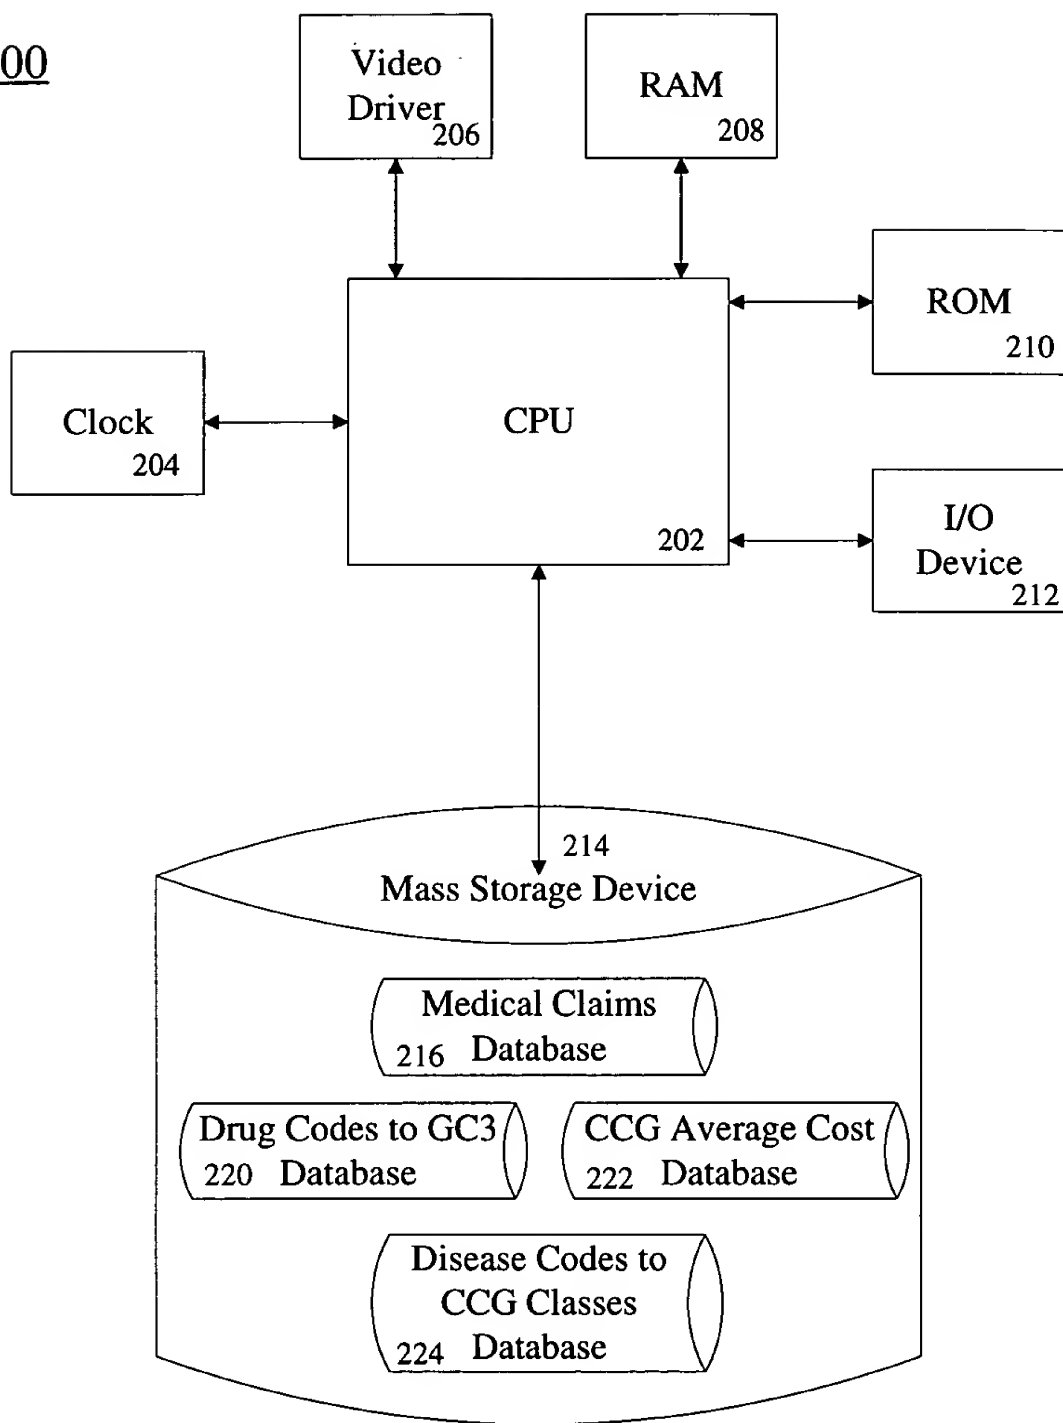 00
Video
Driver
206
RAM
208
ROM
210
Clock
204
CPU
202
I/O
Device
212
214
Mass Storage Device
Medical Claims
216 Database
Drug Codes to GC3
220 Database
CCG Average Cost
222 Database
Disease Codes to
CCG Classes
224 Database